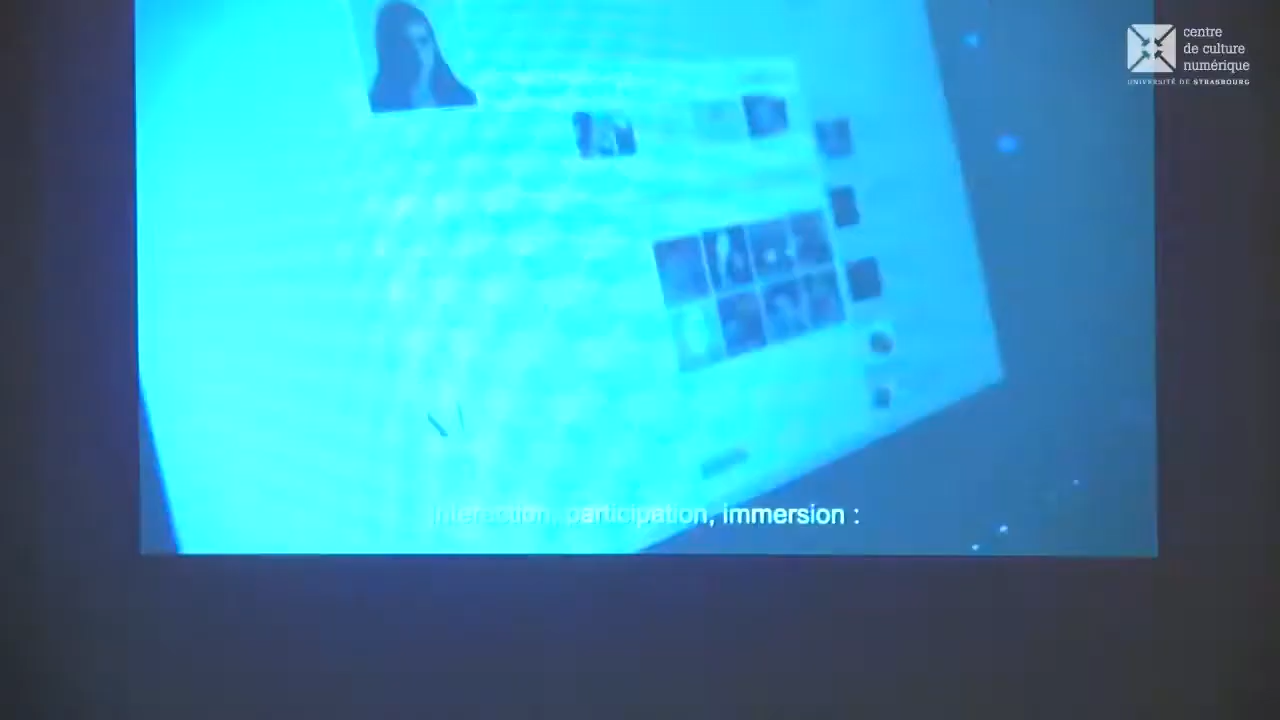 centre
de culture
numérique
UNIVERSITÉ DE STRASBOURG
Interaction, participation, immersion :